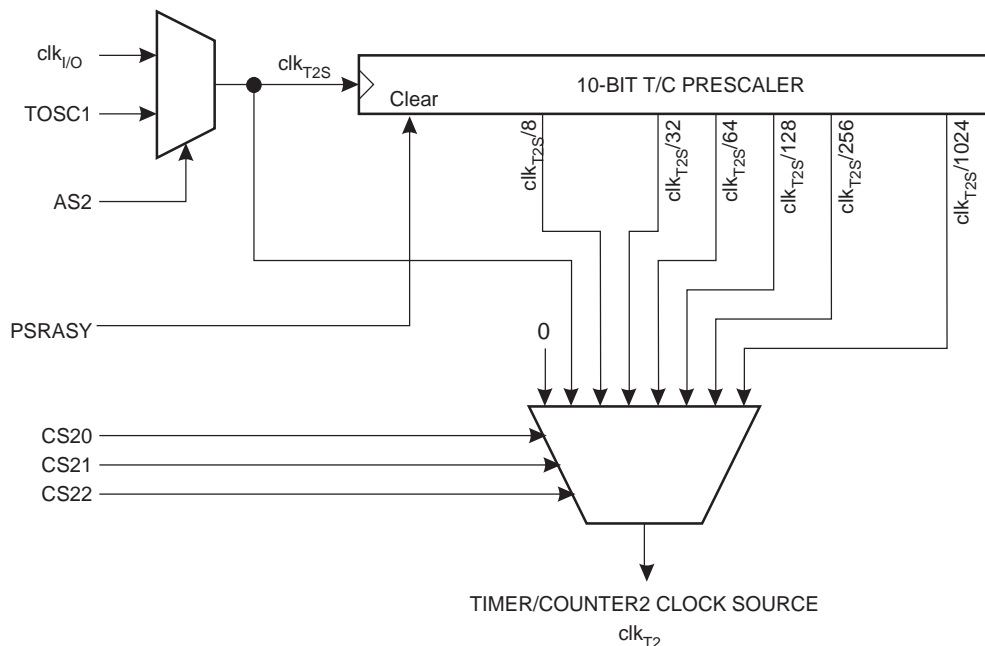 clkI/O
TOSC1
AS2
PSRASY
clkT2S
10-BIT T/C PRESCALER
Clear
clkT2S/8
clkT2S/32
clkT2S/64
clkT2S/128
clkT2S/256
clkT2S/1024
0
CS20
CS21
CS22
TIMER/COUNTER2 CLOCK SOURCE
clkT2